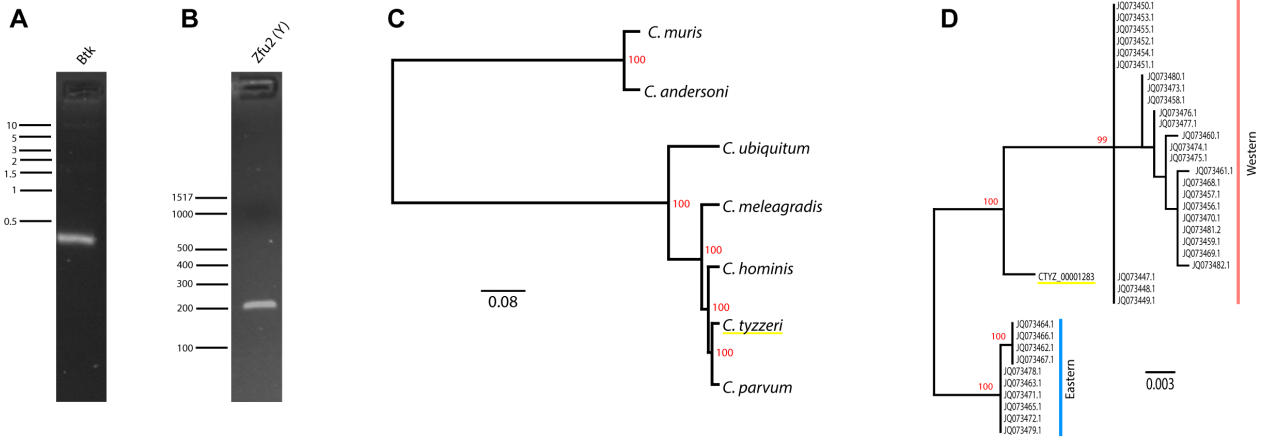 A
Btk
10
5
3
2
1.5
1
0.5
B
Zfu2 (Y)
1517
1000
500
400
300
200
100
C
C. muris
100
C. andersoni
C. ubiquitum
100
C. meleagradis
100
C. hominis
100
C. tyzzeri
100
C. parvum
0.08
D
JQ073450.1
JQ073453.1
JQ073455.1
JQ073452.1
JQ073454.1
JQ073451.1
JQ073480.1
JQ073473.1
JQ073458.1
JQ073476.1
JQ073477.1
JQ073460.1
99
JQ073474.1
JQ073475.1
JQ073461.1
JQ073468.1
JQ073457.1
100
JQ073456.1
JQ073470.1
JQ073481.2
JQ073459.1
JQ073469.1
JQ073482.1
CTYZ_00001283
JQ073447.1
JQ073448.1
JQ073449.1
Western
JQ073464.1
100
JQ073466.1
JQ073462.1
JQ073467.1
JQ073478.1
100
JQ073463.1
JQ073471.1
JQ073465.1
JQ073472.1
JQ073479.1
Eastern
0.003